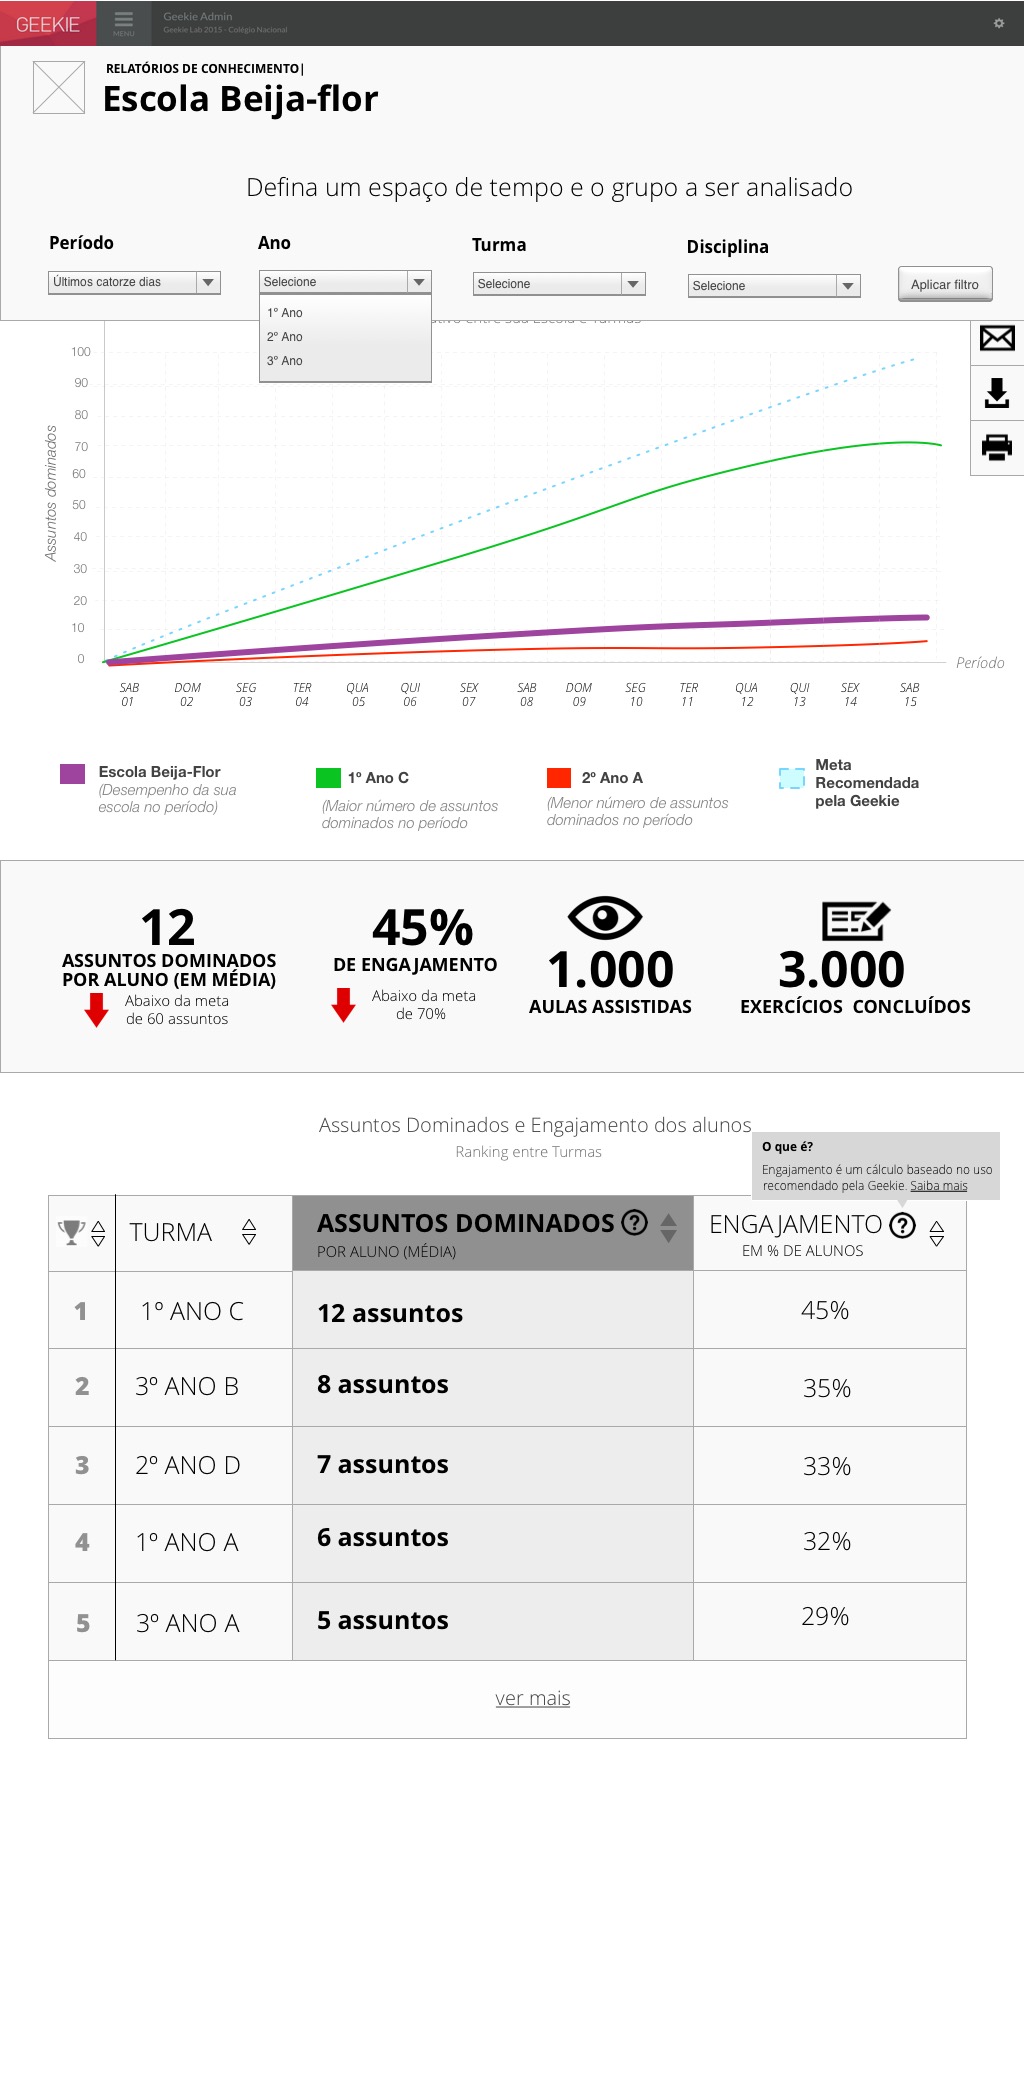 GEEKIE
MENU
Geekie Admin
Geekie Lab 2015 - Colégio Nacional
RELATÓRIOS DE CONHECIMENTO|
Escola Beija-flor
Defina um espaço de tempo e o grupo a ser analisado
Período
Ano
Turma
Disciplina
Últimos catorze dias
Selecione
Selecione
Selecione
Aplicar filtro
1º Ano
2º Ano
3º Ano
entre sua Escola e Turmas
100
90
80
70
60
50
40
30
20
10
0
Assuntos dominados
Período
SAB DOM SEG TER QUA QUI SEX SAB DOM SEG TER QUA QUI SEX SAB
01 02 03 04 05 06 07 08 09 10 11 12 13 14 15
Escola Beija-Flor
(Desempenho da sua
escola no período)
1º Ano C
(Maior número de assuntos
dominados no período
2º Ano A
(Menor número de assuntos
dominados no período
Meta
Recomendada
pela Geekie
12
ASSUNTOS DOMINADOS
POR ALUNO (EM MÉDIA)
Abaixo da meta
de 60 assuntos
45%
DE ENGAJAMENTO
Abaixo da meta
de 70%
1.000
AULAS ASSISTIDAS
3.000
EXERCÍCIOS CONCLUÍDOS
Assuntos Dominados e Engajamento dos alunos
Ranking entre Turmas
O que é?
Engajamento é um cálculo baseado no uso
recomendado pela Geekie. Saiba mais
TURMA
ASSUNTOS DOMINADOS ?
POR ALUNO (MÉDIA)
ENGAJAMENTO ?
EM % DE ALUNOS
1 1º ANO C 12 assuntos 45%
2 3º ANO B 8 assuntos 35%
3 2º ANO D 7 assuntos 33%
4 1º ANO A 6 assuntos 32%
5 3º ANO A 5 assuntos 29%
ver mais